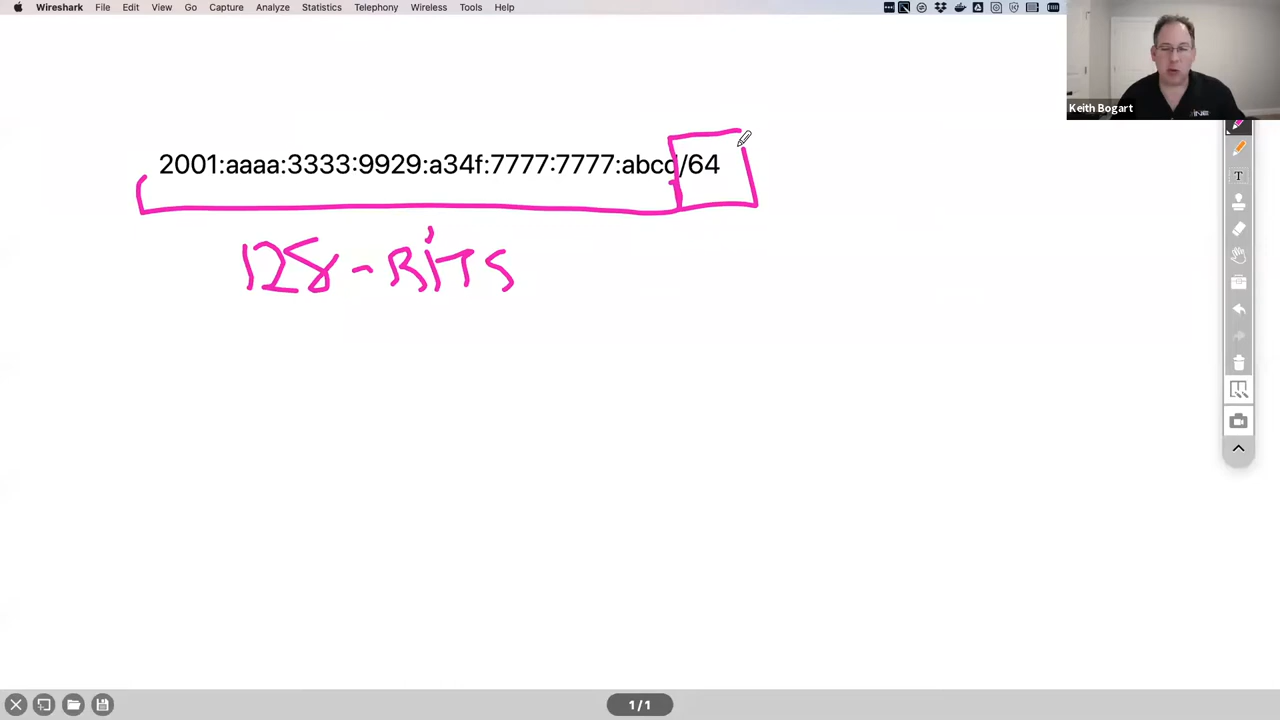 Wireshark File Edit View Go Capture Analyze Statistics Telephony Wireless Tools Help
Keith Bogart
INE
2001:aaaa:3333:9929:a34f:7777:7777:abcd/64
128-BiTS
T
1/1